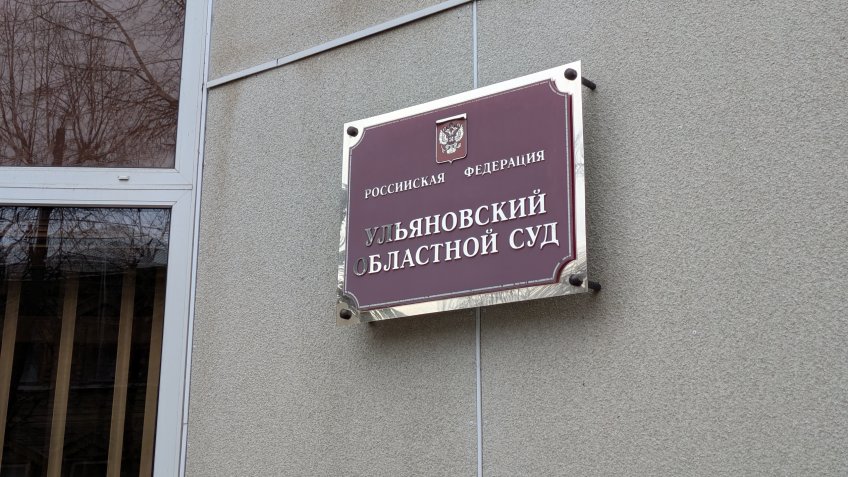 РОССИЙСКАЯ ФЕДЕРАЦИЯ
УЛЬЯНОВСКИЙ
ОБЛАСТНОЙ СУД